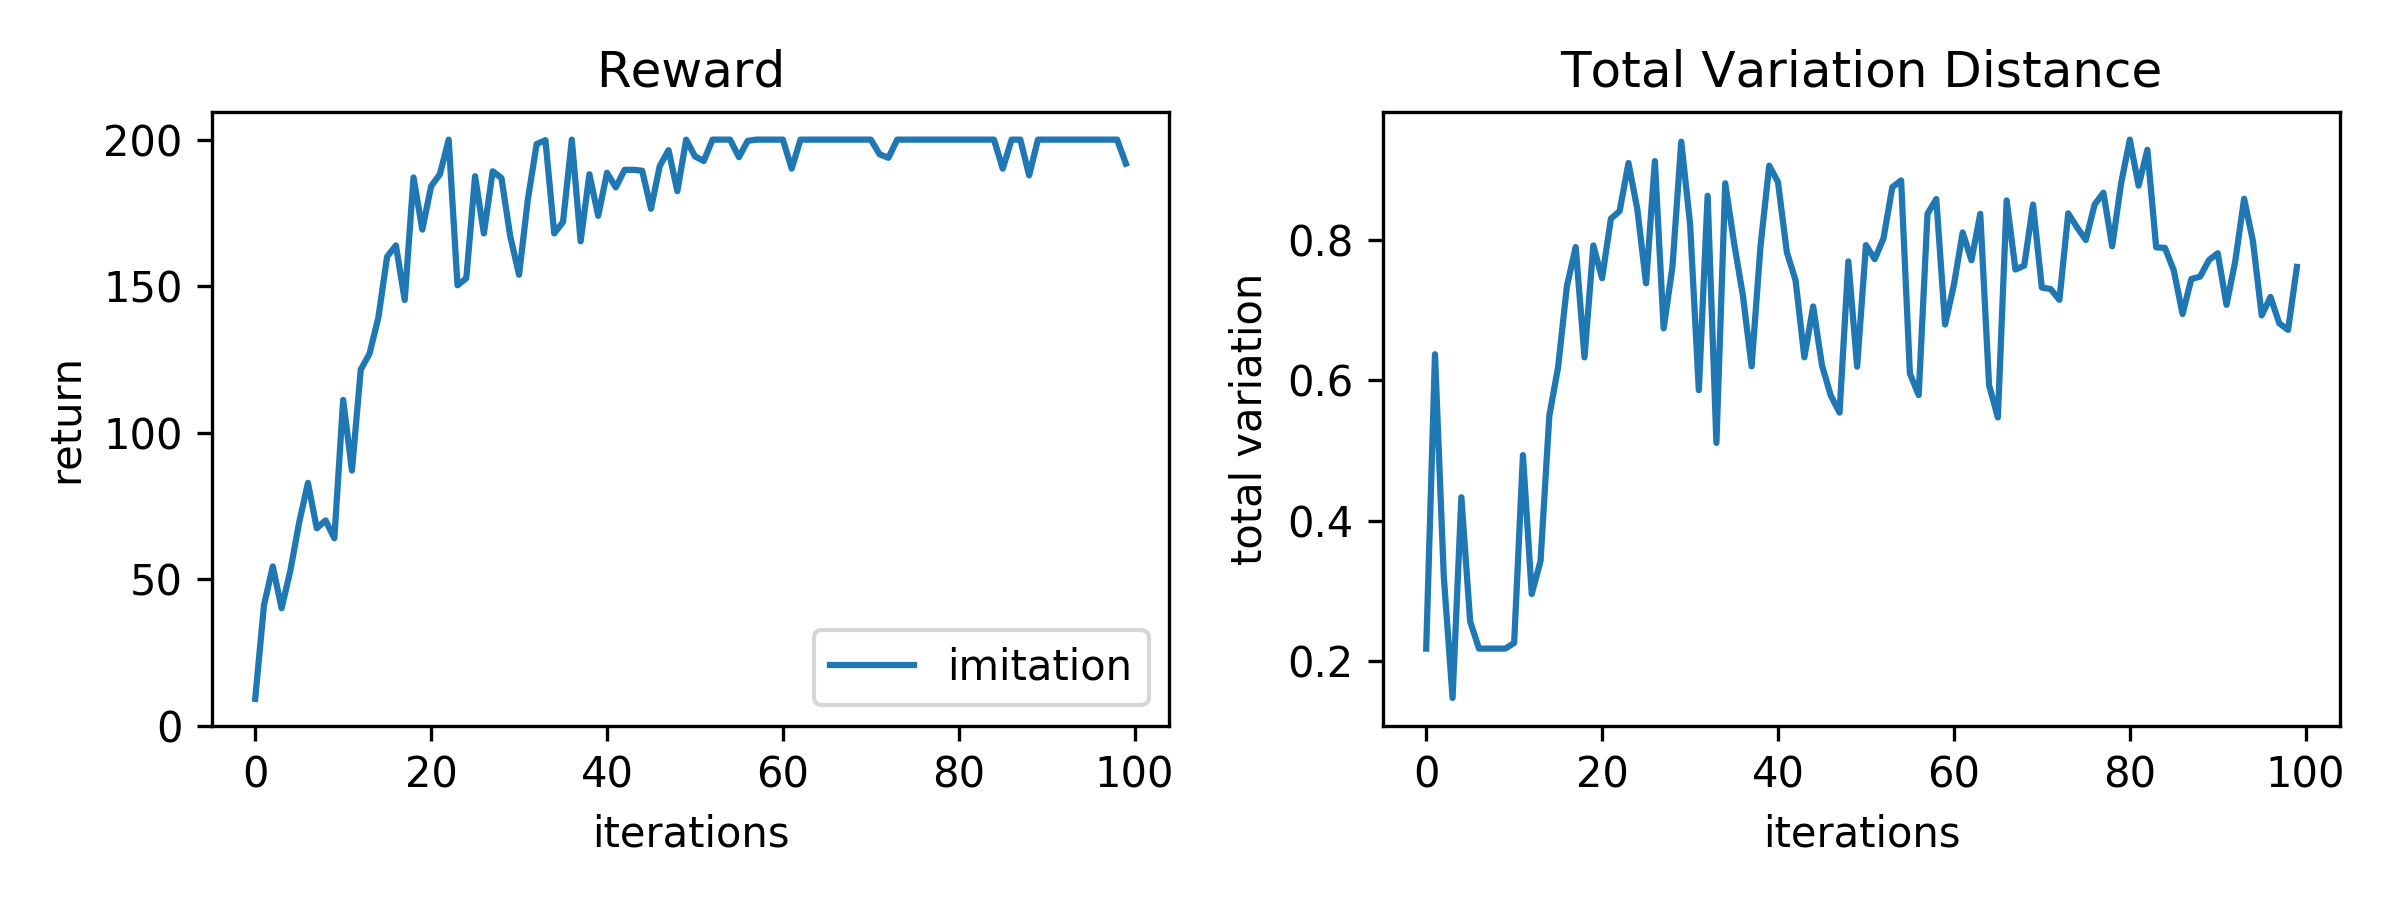 Reward
200
150
100
50
0
return
imitation
0 20 40 60 80 100
iterations
Total Variation Distance
0.8
0.6
0.4
0.2
total variation
0 20 40 60 80 100
iterations